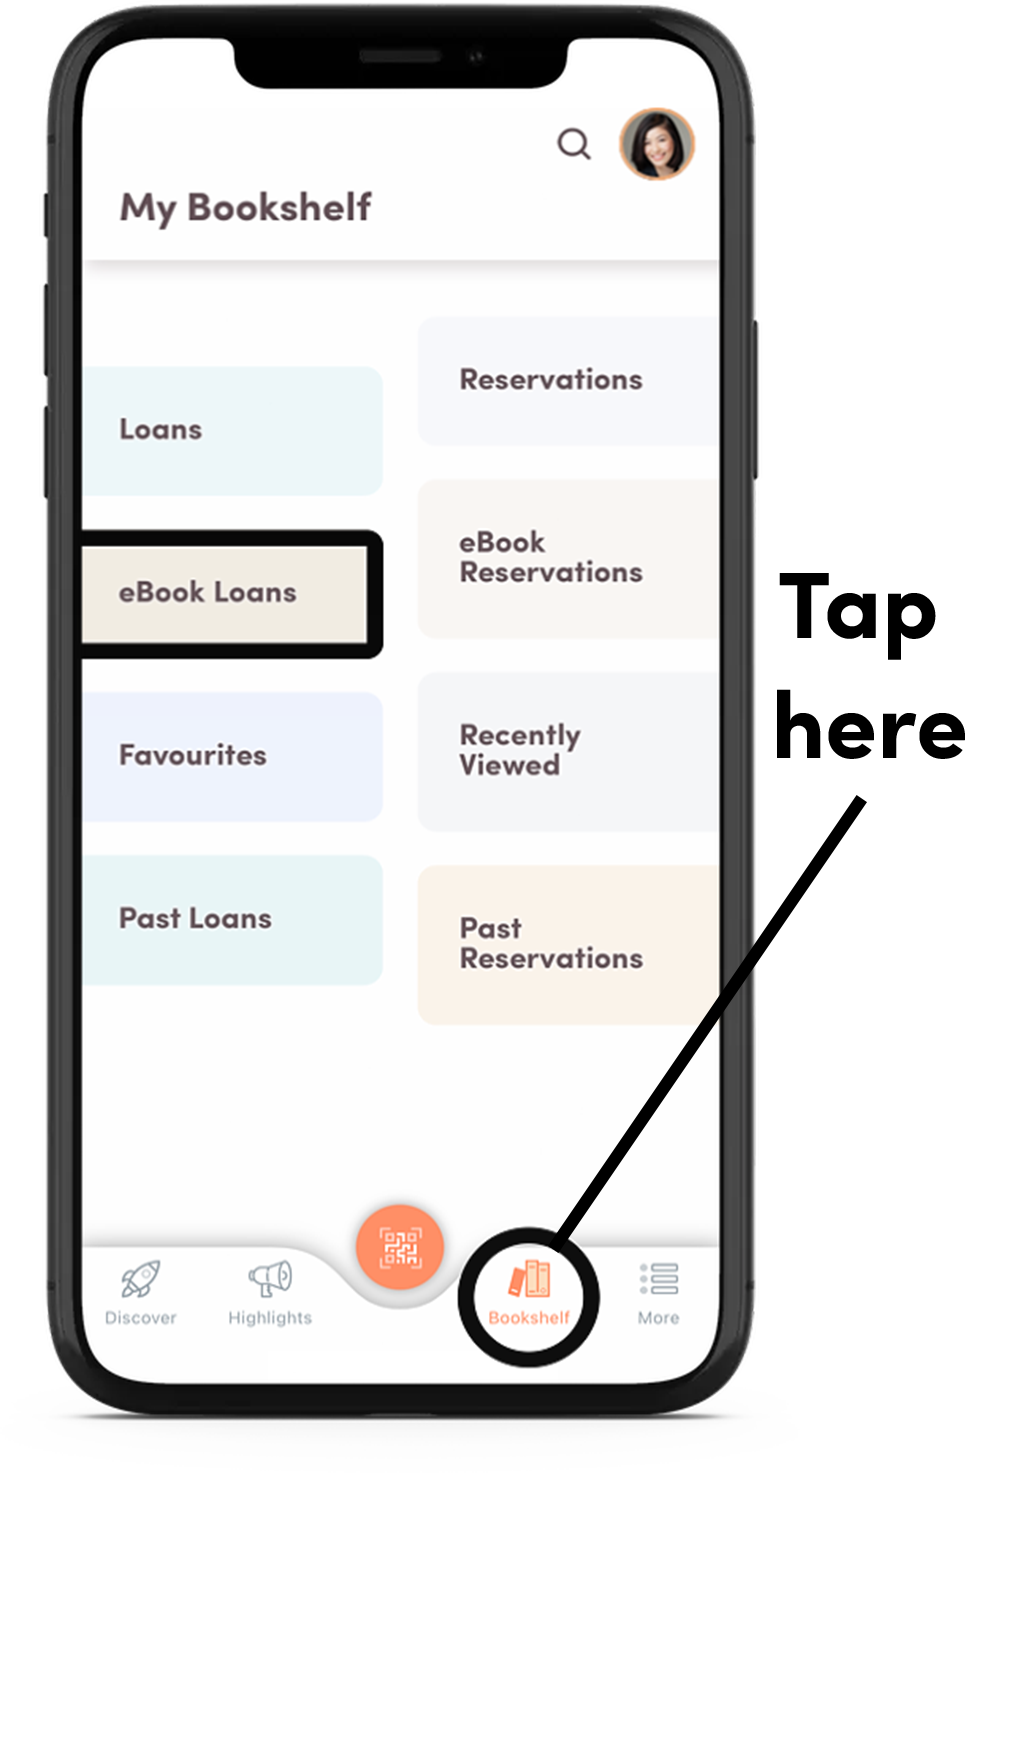 My Bookshelf
Loans
Reservations
eBook Loans
eBook
Reservations
Favourites
Recently
Viewed
Past Loans
Past
Reservations
Tap
here
Discover
Highlights
Bookshelf
More